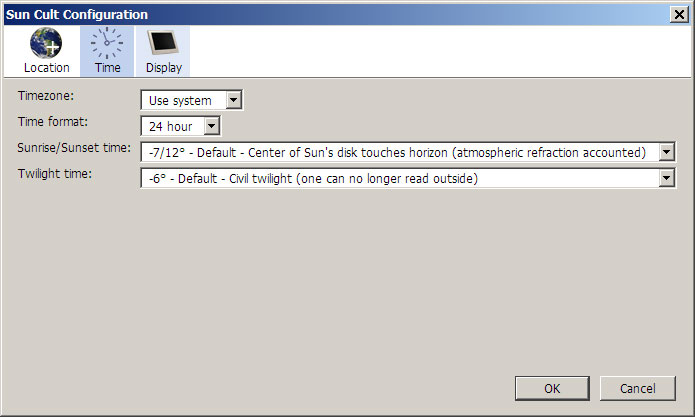 Sun Cult Configuration
Location Time Display
Timezone: Use system
Time format: 24 hour
Sunrise/Sunset time: -7/12° - Default - Center of Sun's disk touches horizon (atmospheric refraction accounted)
Twilight time: -6° - Default - Civil twilight (one can no longer read outside)
OK Cancel